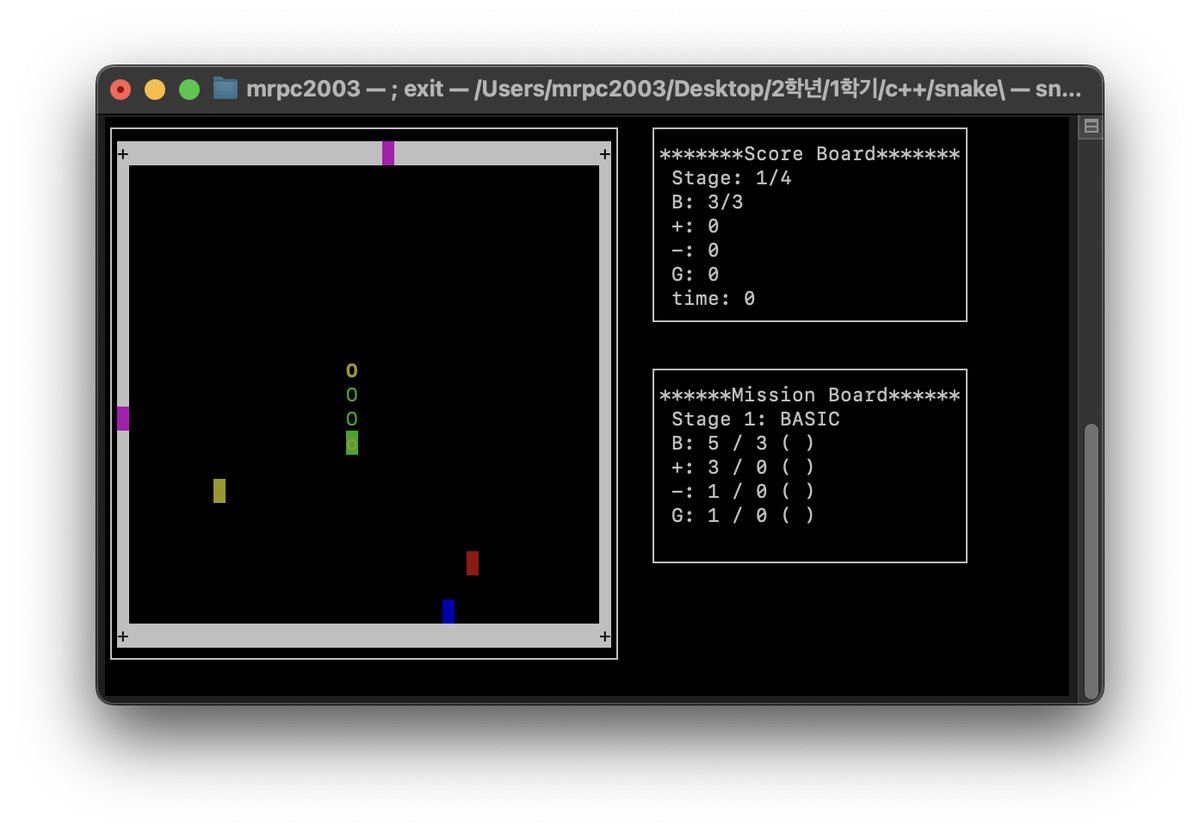 mrpc2003 — ; exit — /Users/mrpc2003/Desktop/2학년/1학기/c++/snake\ — sn...
+ +
*******Score Board*******
Stage: 1/4
B: 3/3
+: 0
-: 0
G: 0
time: 0
O
O
O
o
******Mission Board******
Stage 1: BASIC
B: 5 / 3 ( )
+: 3 / 0 ( )
-: 1 / 0 ( )
G: 1 / 0 ( )
+ +